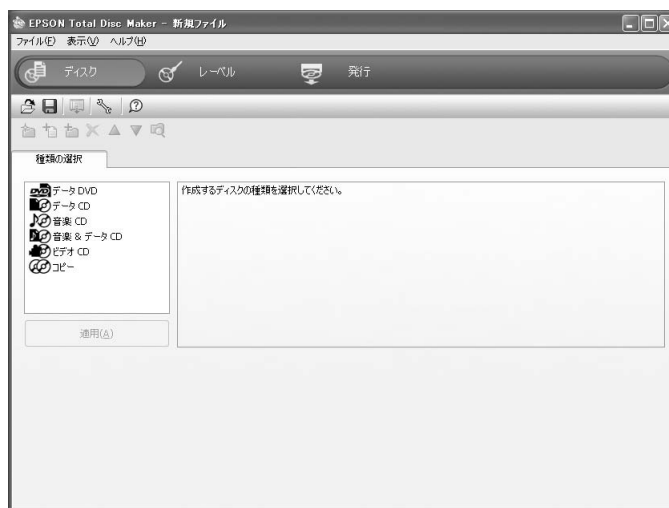 EPSON Total Disc Maker - 新規ファイル
ファイル(F) 表示(V) ヘルプ(H)
ディスク レーベル 発行
種類の選択
データ DVD
データ CD
音楽 CD
音楽 & データ CD
ビデオ CD
コピー
作成するディスクの種類を選択してください。
適用(A)